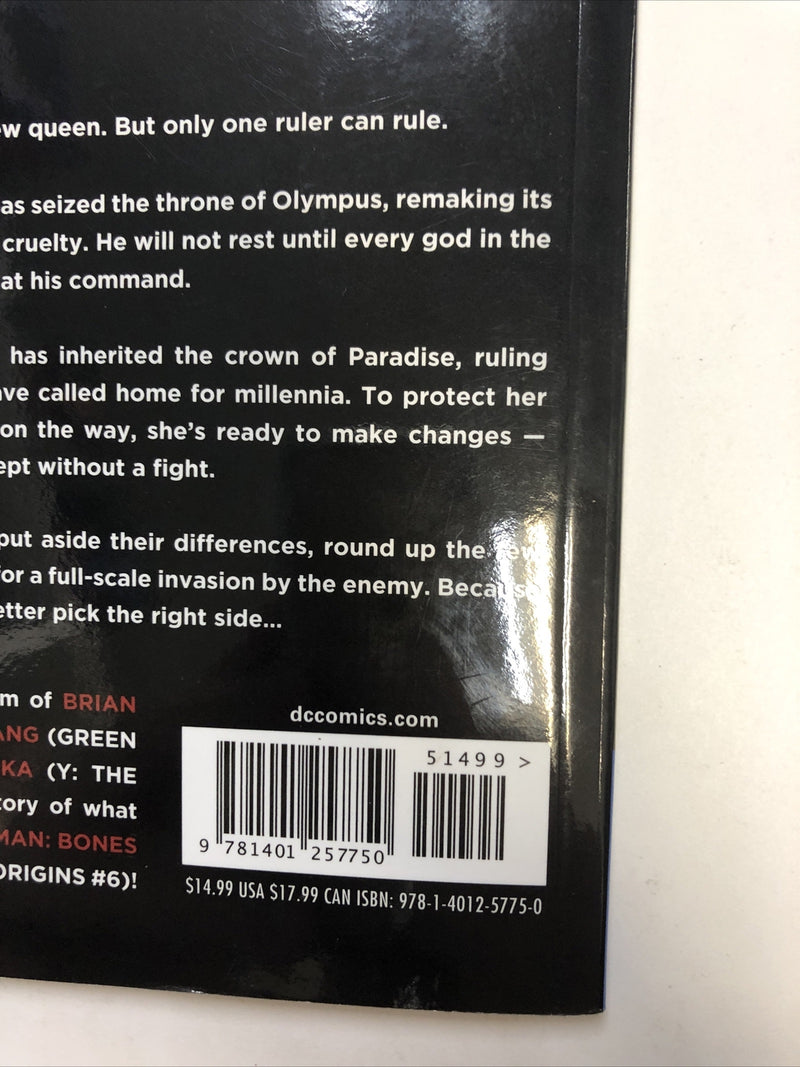 w queen. But only one ruler can rule.
as seized the throne of Olympus, remaking its
cruelty. He will not rest until every god in the
at his command.
has inherited the crown of Paradise, ruling
ve called home for millennia. To protect her
on the way, she's ready to make changes —
ept without a fight.
put aside their differences, round up the few
for a full-scale invasion by the enemy. Because
etter pick the right side...
m of BRIAN
ANG (GREEN
KA (Y: THE
tory of what
MAN: BONES
ORIGINS #6)!
dccomics.com
51499 >
9 781401 257750
$14.99 USA $17.99 CAN ISBN: 978-1-4012-5775-0